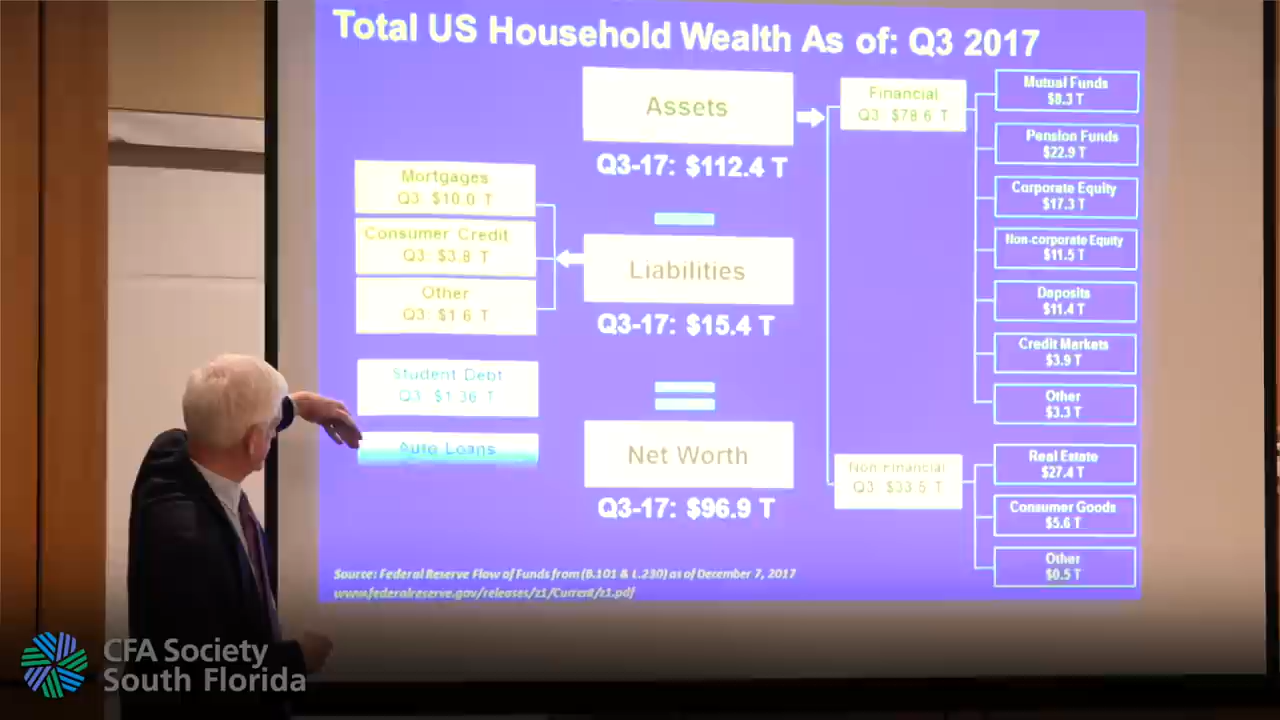 Total US Household Wealth As of: Q3 2017
Assets
Q3-17: $112.4 T
Liabilities
Q3-17: $15.4 T
Net Worth
Q3-17: $96.9 T
Mortgages
Q3: $10.0 T
Consumer Credit
Q3: $3.8 T
Other
Q3: $1.6 T
Student Debt
Q3: $1.36 T
Auto Loans
Financial
Q3: $78.6 T
Mutual Funds
$8.3 T
Pension Funds
$22.9 T
Corporate Equity
$17.3 T
Non-corporate Equity
$11.5 T
Deposits
$11.4 T
Credit Markets
$3.9 T
Other
$3.3 T
Non Financial
Q3: $33.5 T
Real Estate
$27.4 T
Consumer Goods
$5.6 T
Other
$0.5 T
Source: Federal Reserve Flow of Funds from (B.101 & L.230) as of December 7, 2017
www.federalreserve.gov/releases/z1/Current/z1.pdf
CFA Society
South Florida